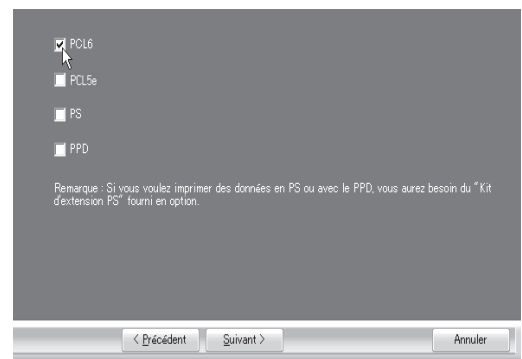 PCL6
PCL5e
PS
PPD
Remarque : Si vous voulez imprimer des données en PS ou avec le PPD, vous aurez besoin du "Kit
d'extension PS" fourni en option.
< Précédent
Suivant >
Annuler